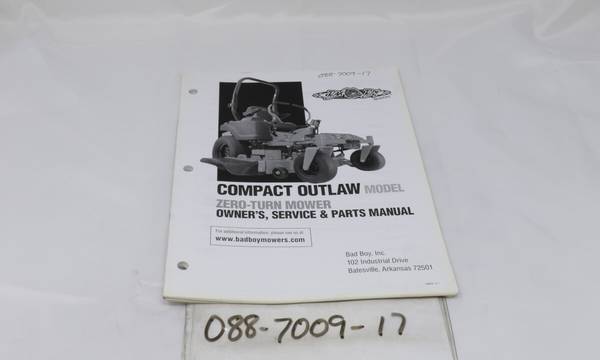 088-7009-17
COMPACT OUTLAW MODEL
ZERO-TURN MOWER
OWNER'S, SERVICE & PARTS MANUAL
For additional information, please see us at
www.badboymowers.com
Bad Boy, Inc.
102 Industrial Drive
Batesville, Arkansas 72501
088-7009-17